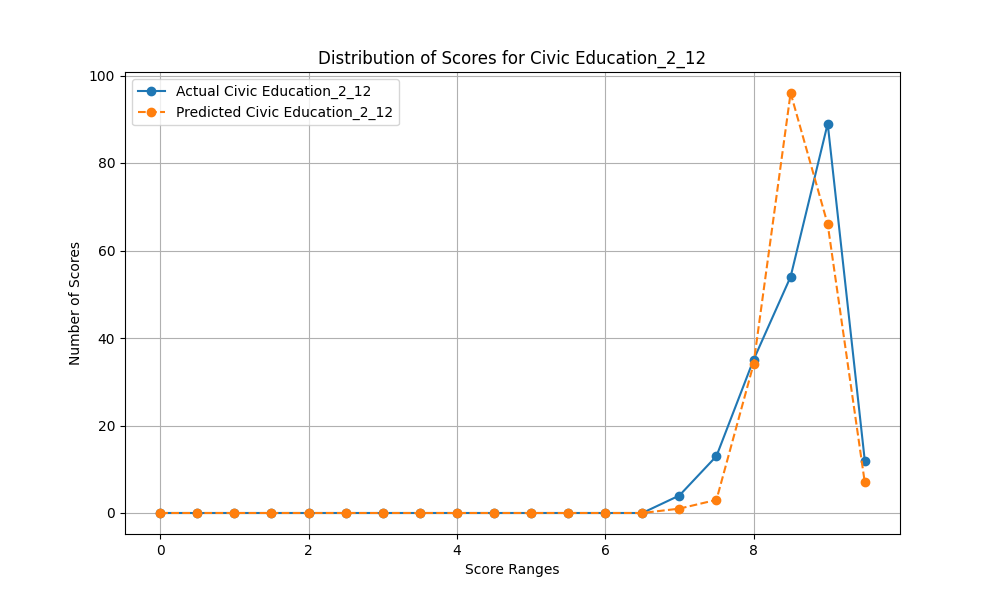 Distribution of Scores for Civic Education_2_12
Actual Civic Education_2_12
Predicted Civic Education_2_12
Number of Scores
100
80
60
40
20
0
0 2 4 6 8
Score Ranges